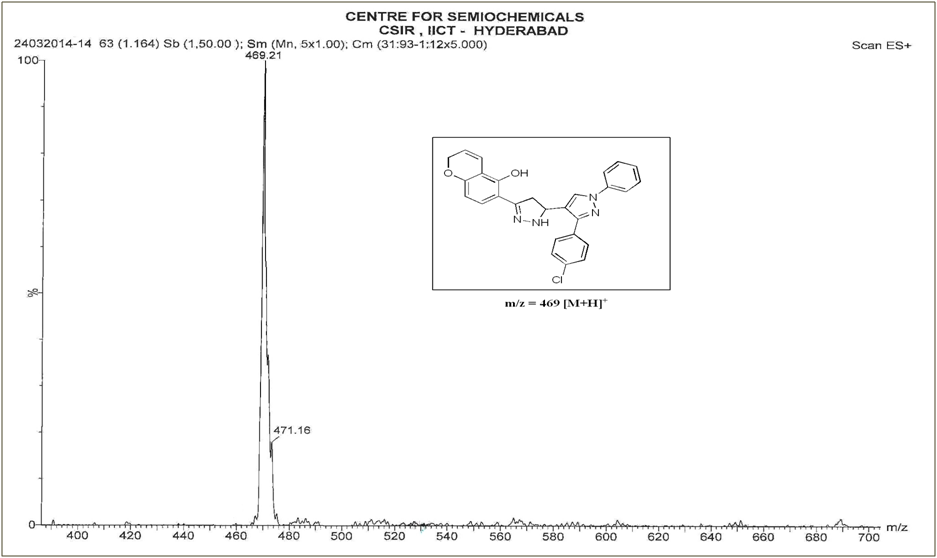 CENTRE FOR SEMIOCHEMICALS
CSIR , IICT - HYDERABAD
24032014-14 63 (1.164) Sb (1,50.00 ); Sm (Mn, 5x1.00); Cm (31:93-1:12x5.000)
Scan ES+
469.21
100
OH
O
N
N
N
NH
Cl
m/z = 469 [M+H]+
%
471.16
0
400 420 440 460 480 500 520 540 560 580 600 620 640 660 680 700 m/z